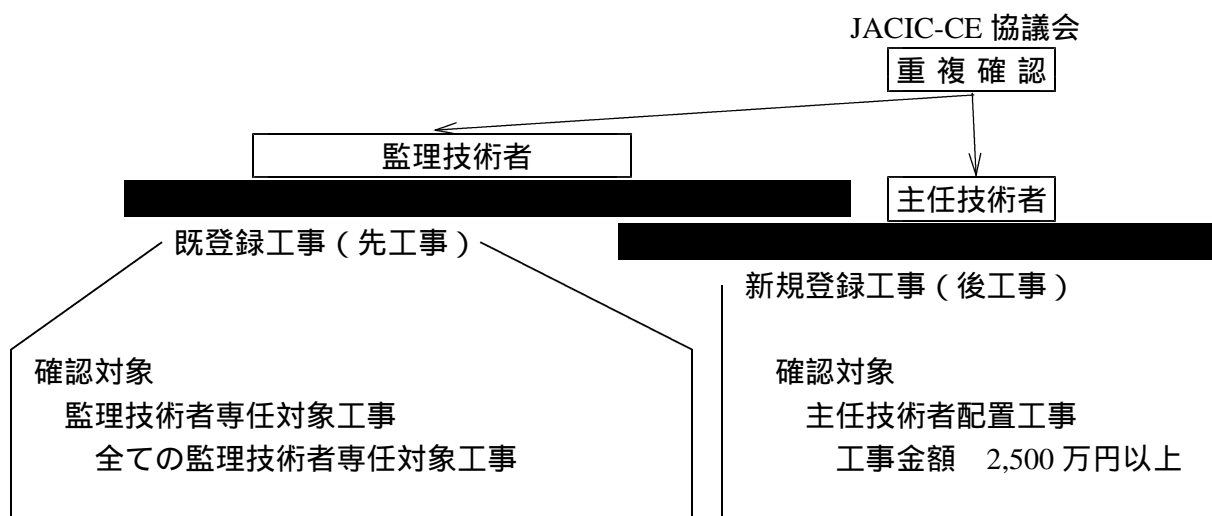 JACIC-CE 協議会
重 複 確 認
監理技術者
主任技術者
既登録工事（先工事）
新規登録工事（後工事）
確認対象
監理技術者専任対象工事
全ての監理技術者専任対象工事
確認対象
主任技術者配置工事
工事金額　2,500 万円以上